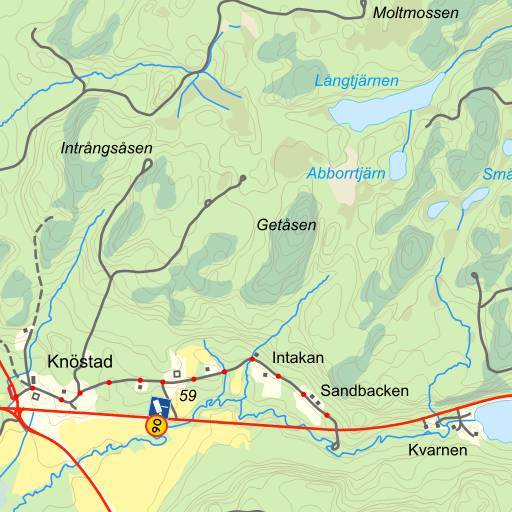 Moltmossen
Långtjärnen
Intrångsåsen
Abborrtjärn
Små
Getåsen
Knöstad
Intakan
59
Sandbacken
90
Kvarnen